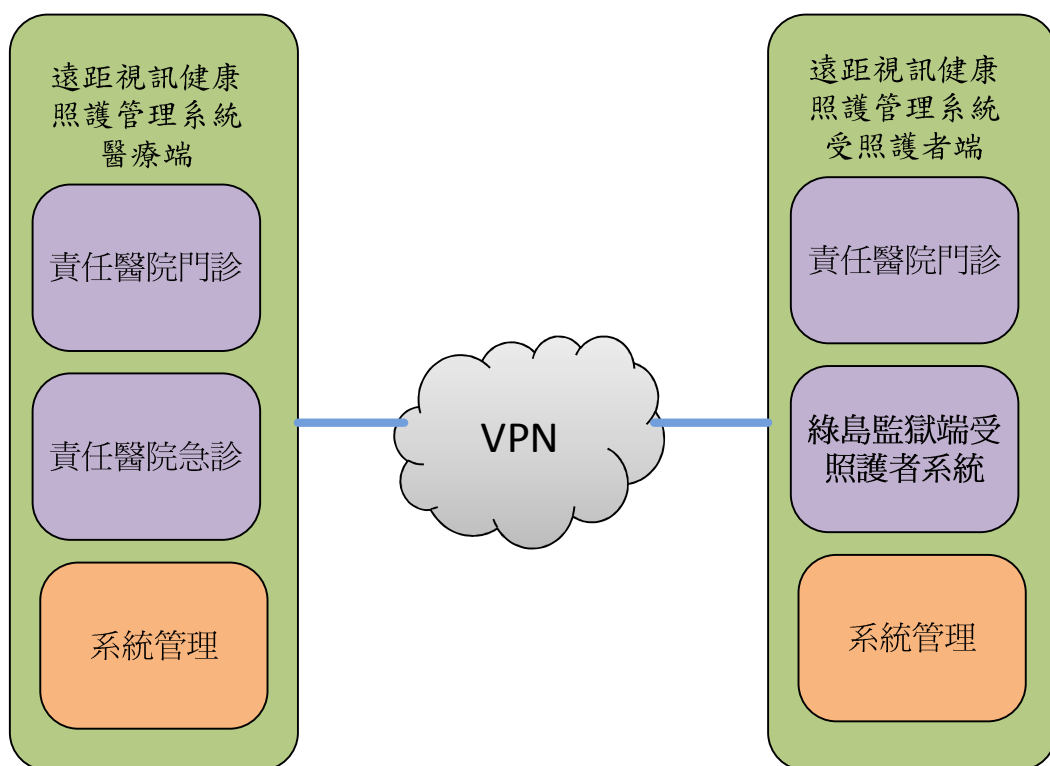 遠距視訊健康
照護管理系統
醫療端
責任醫院門診
責任醫院急診
系統管理
VPN
遠距視訊健康
照護管理系統
受照護者端
責任醫院門診
綠島監獄端受
照護者系統
系統管理